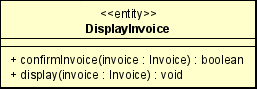 <<entity>>
DisplayInvoice
+ confirmInvoice(invoice : Invoice) : boolean
+ display(invoice : Invoice) : void